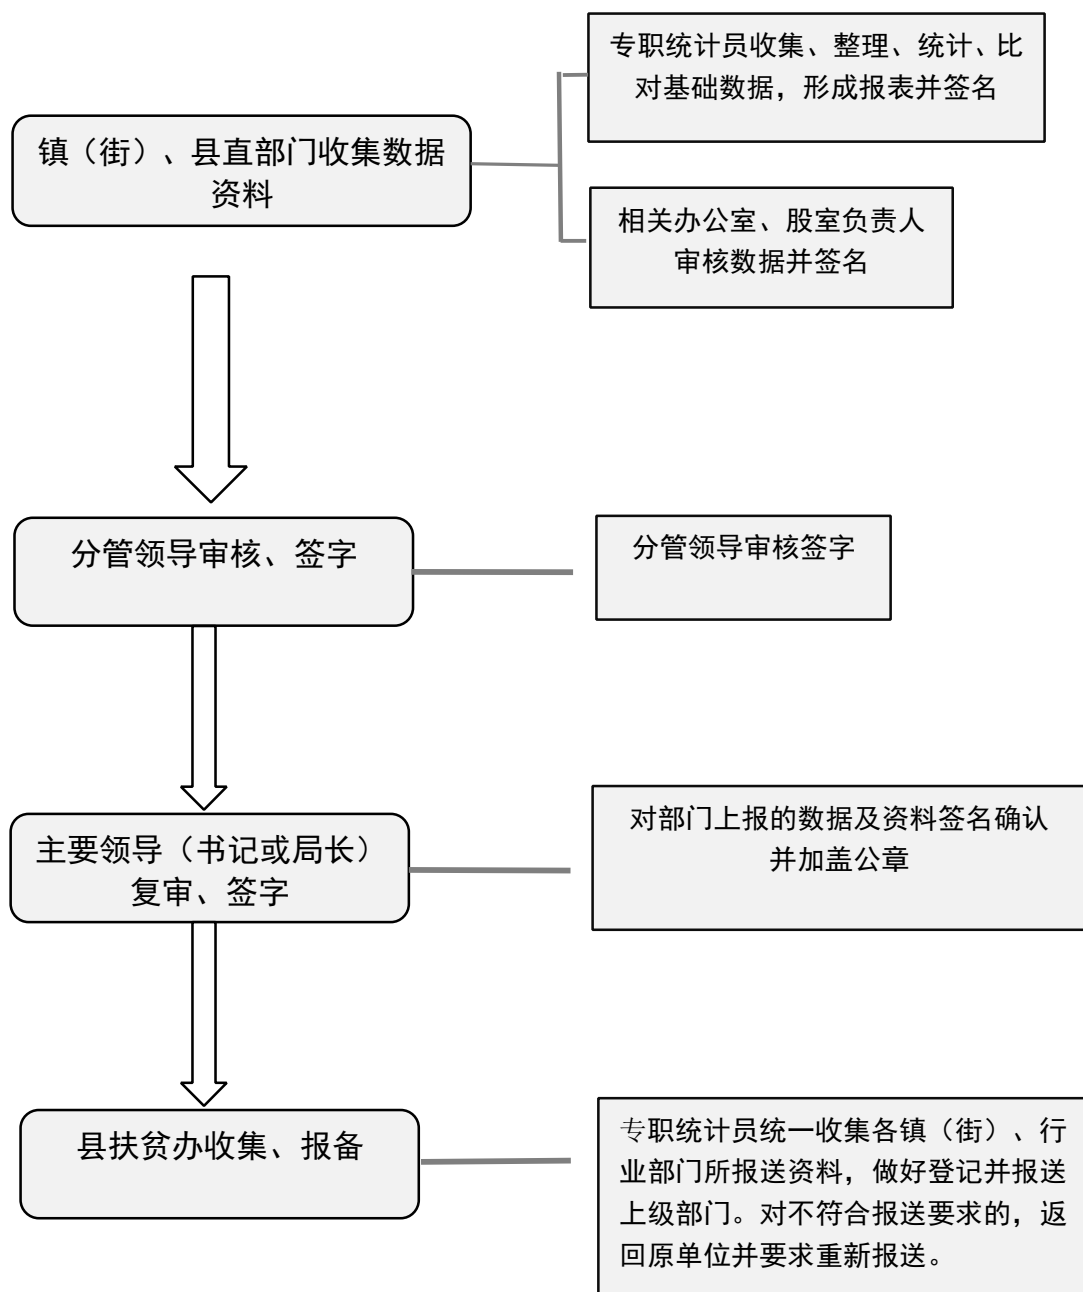 专职统计员收集、整理、统计、比
对基础数据，形成报表并签名
镇（街）、县直部门收集数据
资料
相关办公室、股室负责人
审核数据并签名
分管领导审核、签字
分管领导审核签字
主要领导（书记或局长）
复审、签字
对部门上报的数据及资料签名确认
并加盖公章
县扶贫办收集、报备
专职统计员统一收集各镇（街）、行
业部门所报送资料，做好登记并报送
上级部门。对不符合报送要求的，返
回原单位并要求重新报送。